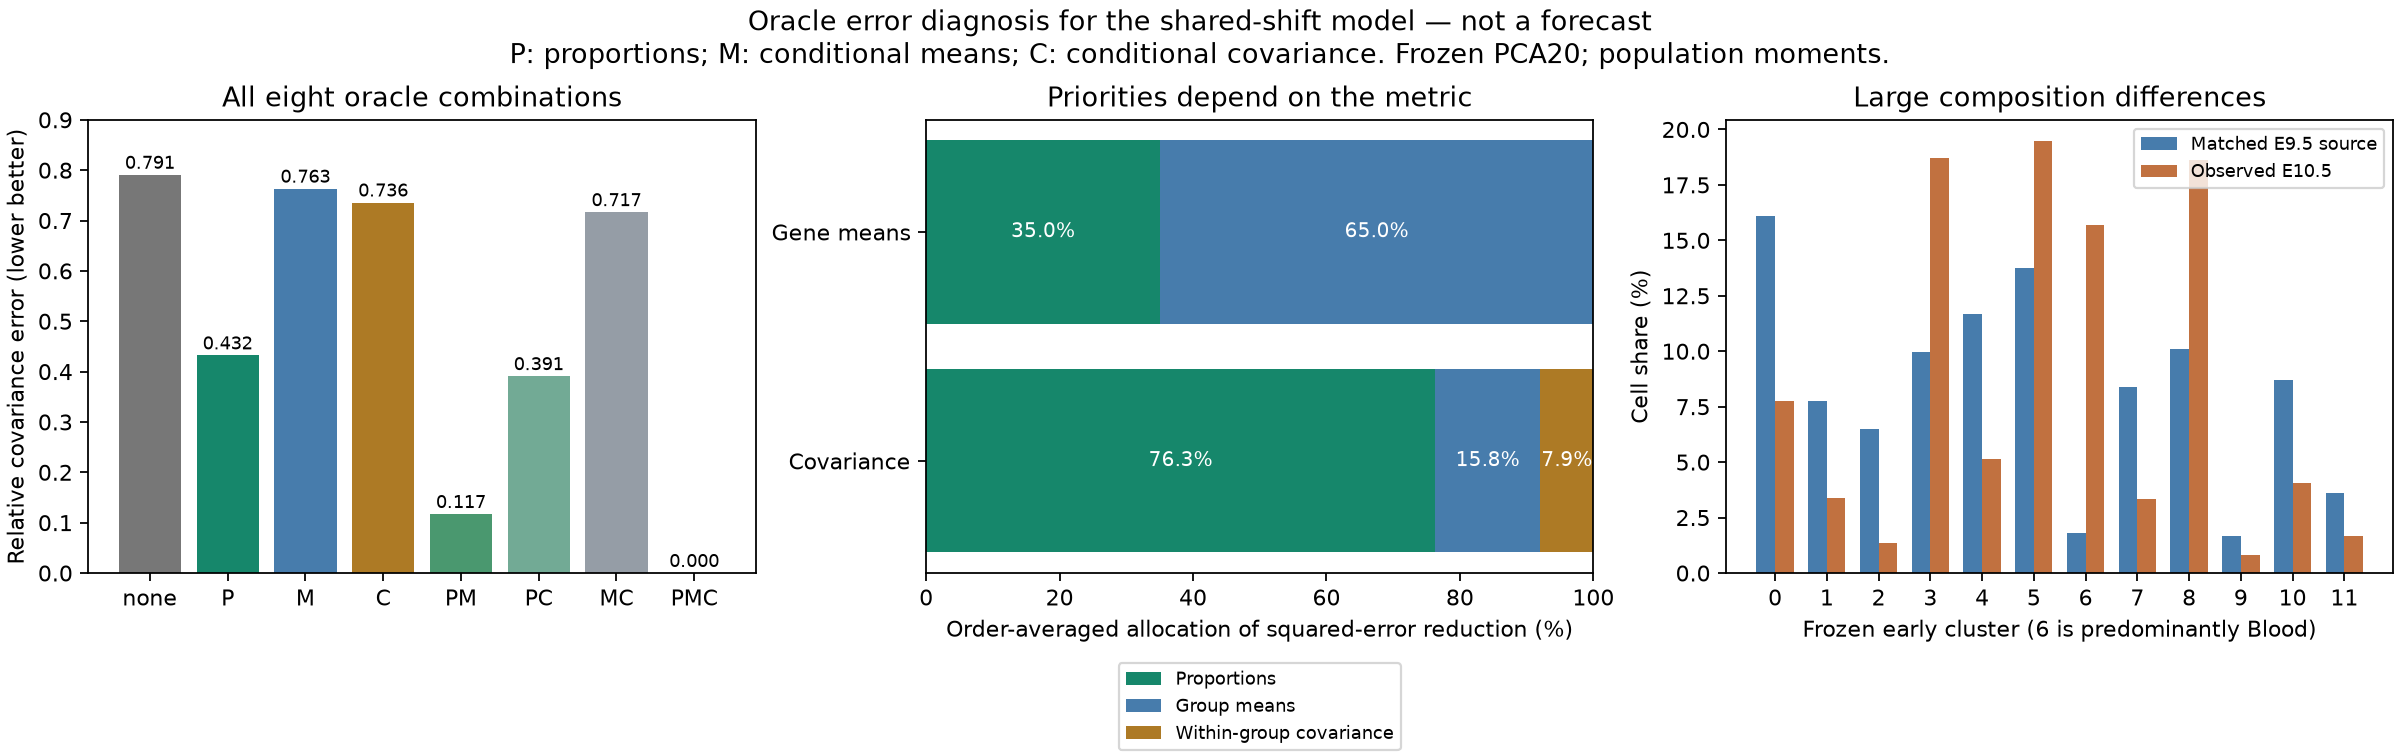 Oracle error diagnosis for the shared-shift model — not a forecast
P: proportions; M: conditional means; C: conditional covariance. Frozen PCA20; population moments.
All eight oracle combinations
Relative covariance error (lower better)
0.9
0.8
0.7
0.6
0.5
0.4
0.3
0.2
0.1
0.0
0.791
0.432
0.763
0.736
0.117
0.391
0.717
0.000
none
P
M
C
PM
PC
MC
PMC
Priorities depend on the metric
Gene means
35.0%
65.0%
Covariance
76.3%
15.8%
7.9%
0
20
40
60
80
100
Order-averaged allocation of squared-error reduction (%)
Proportions
Group means
Within-group covariance
Large composition differences
Cell share (%)
20.0
17.5
15.0
12.5
10.0
7.5
5.0
2.5
0.0
Matched E9.5 source
Observed E10.5
0
1
2
3
4
5
6
7
8
9
10
11
Frozen early cluster (6 is predominantly Blood)